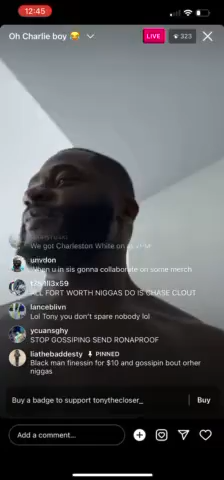 12:45
Oh Charlie boy 😂
LIVE
323
We got Charleston White on
unvdon
When u in sis gonna collaborate on some merch
ALL FORT WORTH NIGGAS DO IS CHASE CLOUT
lanceblivn
Lol Tony you don't spare nobody lol
ycuansghy
STOP GOSSIPING SEND RONAPROOF
liathebaddesty PINNED
Black man finessin for $10 and gossipin bout orher
niggas
Buy a badge to support tonythecloser_
Buy
Add a comment...